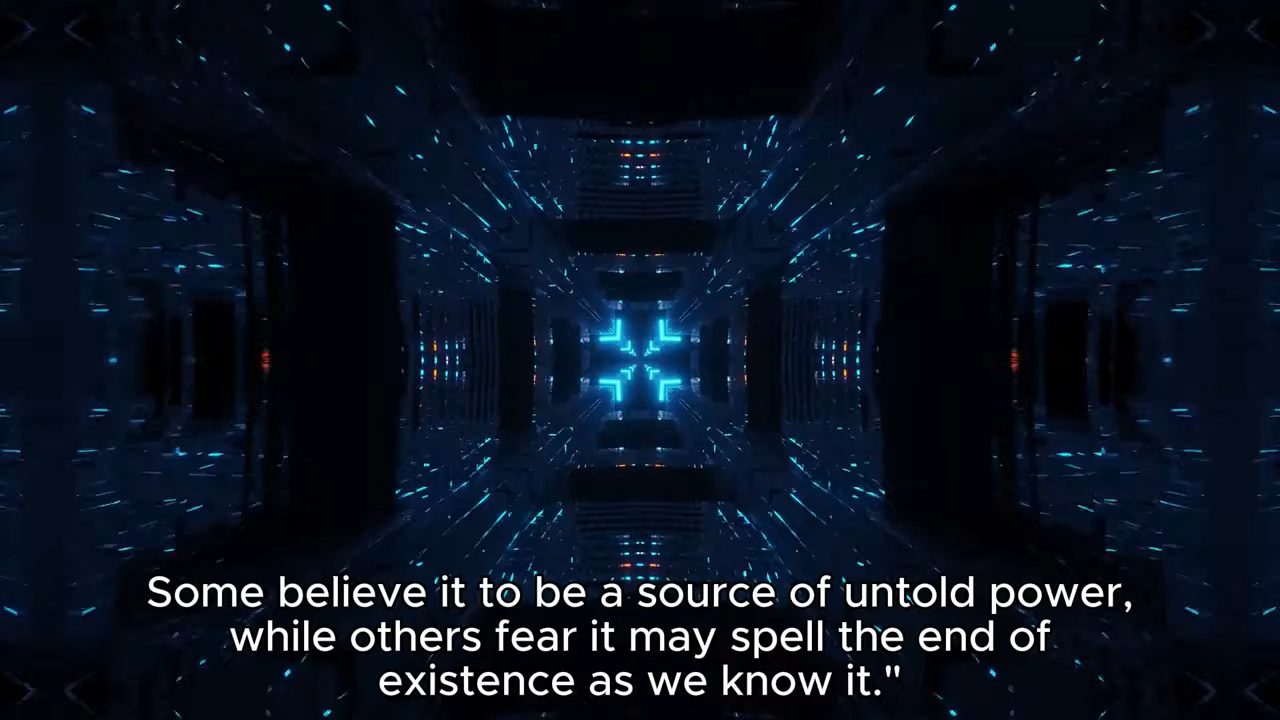 Some believe it to be a source of untold power,
while others fear it may spell the end of
existence as we know it."